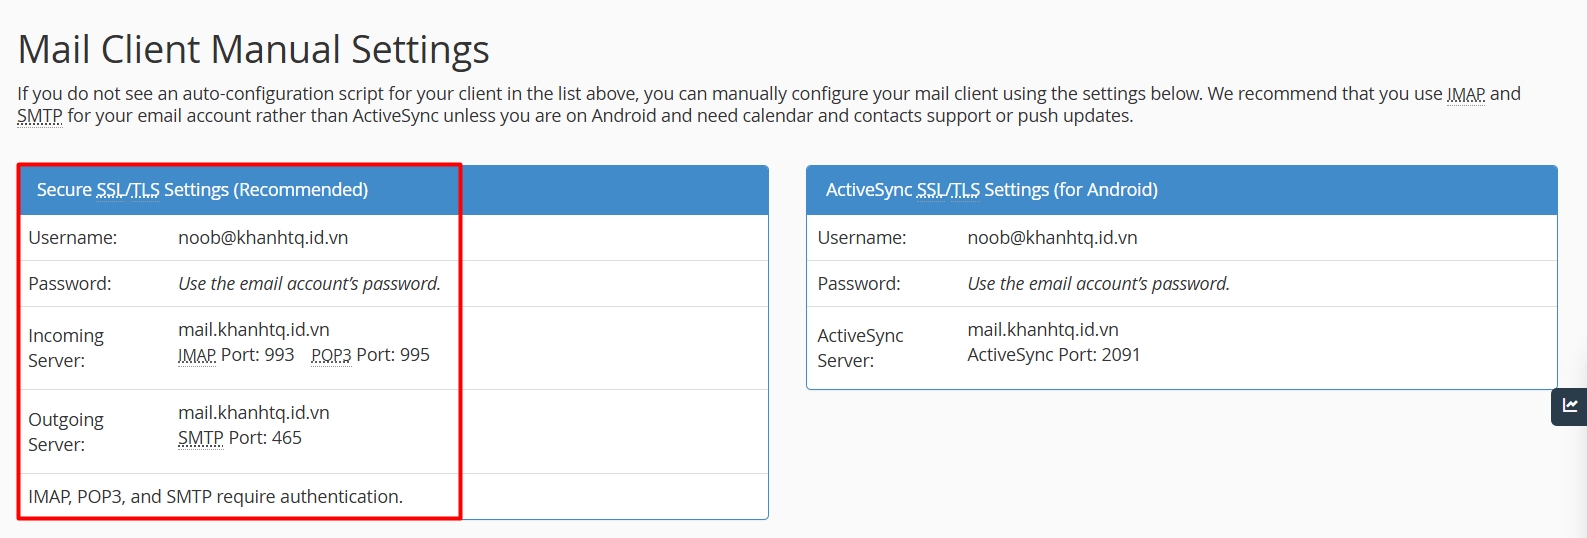 Mail Client Manual Settings
If you do not see an auto-configuration script for your client in the list above, you can manually configure your mail client using the settings below. We recommend that you use IMAP and
SMTP for your email account rather than ActiveSync unless you are on Android and need calendar and contacts support or push updates.
Secure SSL/TLS Settings (Recommended)
Username: noob@khanhtq.id.vn
Password: Use the email account’s password.
Incoming
Server:
mail.khanhtq.id.vn
IMAP Port: 993 POP3 Port: 995
Outgoing
Server:
mail.khanhtq.id.vn
SMTP Port: 465
IMAP, POP3, and SMTP require authentication.
ActiveSync SSL/TLS Settings (for Android)
Username: noob@khanhtq.id.vn
Password: Use the email account’s password.
ActiveSync
Server:
mail.khanhtq.id.vn
ActiveSync Port: 2091